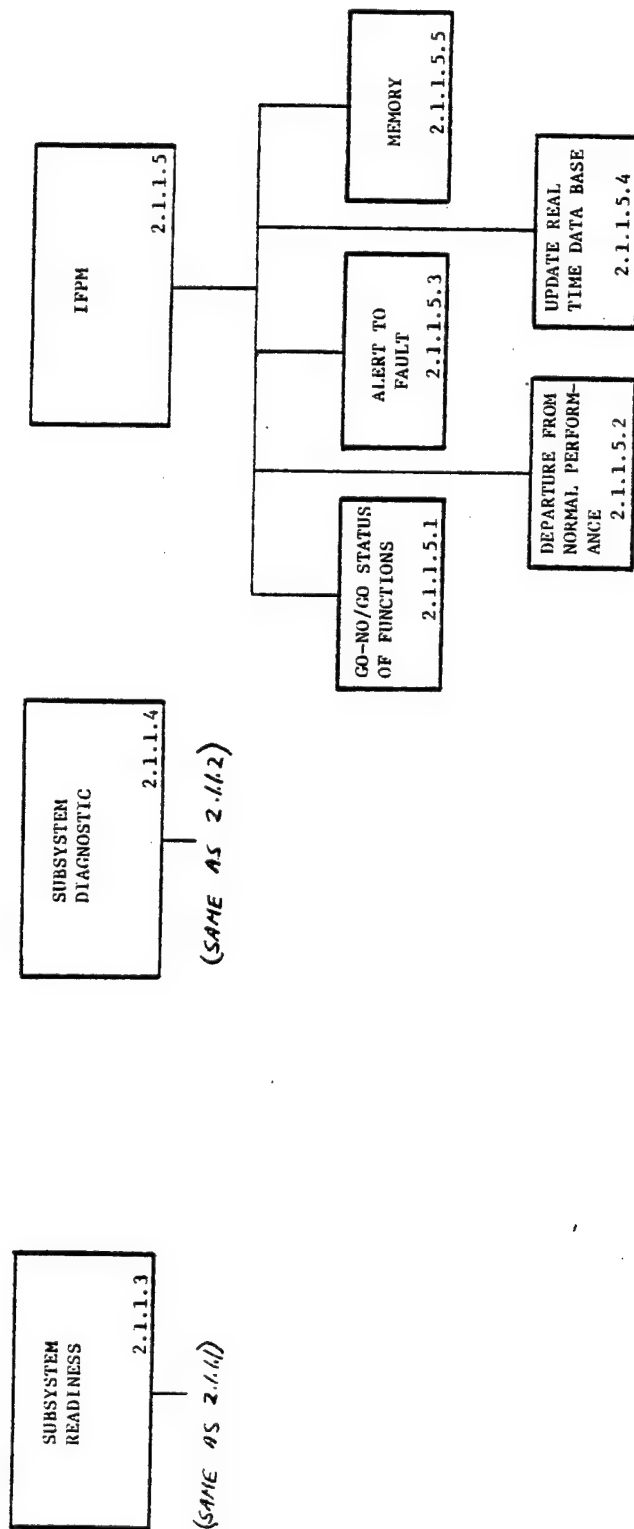 SUBSYSTEM
READINESS
2.1.1.3
(SAME AS 2.1.1.1)
SUBSYSTEM
DIAGNOSTIC
2.1.1.4
(SAME AS 2.1.1.2)
IFPM
2.1.1.5
GO-NO/GO STATUS
OF FUNCTIONS
2.1.1.5.1
DEPARTURE FROM
NORMAL PERFORM-
ANCE
2.1.1.5.2
ALERT TO
FAULT
2.1.1.5.3
UPDATE REAL
TIME DATA BASE
2.1.1.5.4
MEMORY
2.1.1.5.5